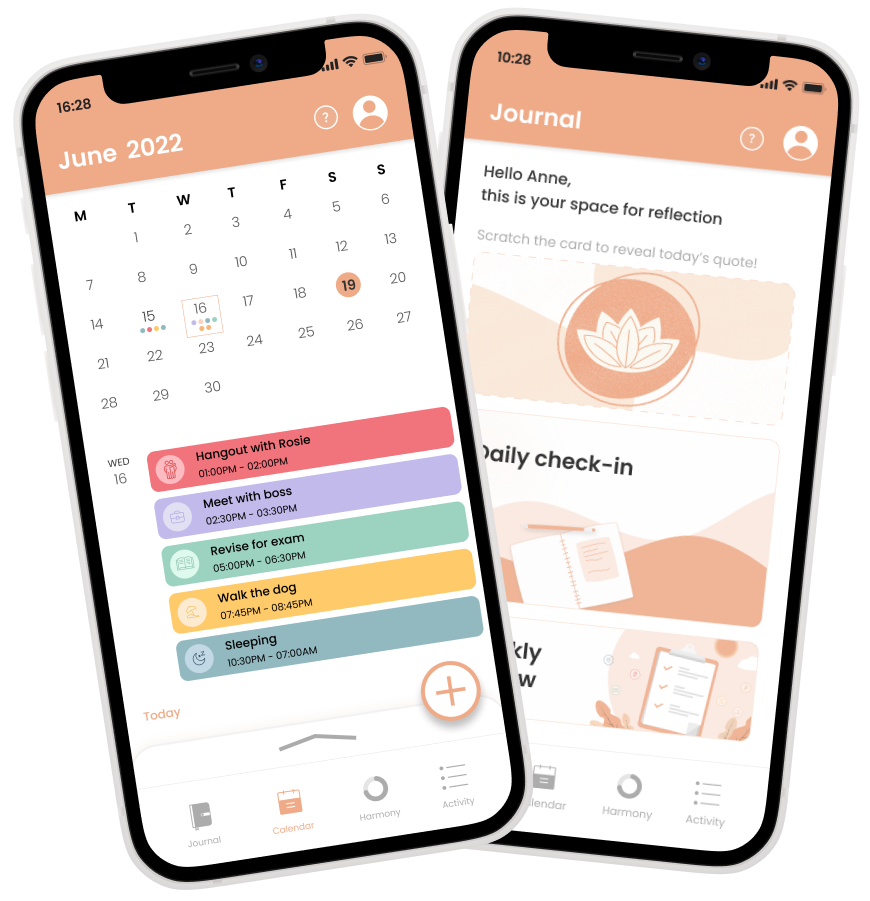 16:28
June 2022
?
M T W T F S S
1 2 3 4 5 6
7 8 9 10 11 12 13
14 15 16 17 18 19 20
21 22 23 24 25 26 27
28 29 30
WED
16
Hangout with Rosie
01:00PM - 02:00PM
Meet with boss
02:30PM - 03:30PM
Revise for exam
05:00PM - 06:30PM
Walk the dog
07:45PM - 08:45PM
Sleeping
10:30PM - 07:00AM
Today
Journal
Calendar
Harmony
Activity
10:28
Journal
?
Hello Anne,
this is your space for reflection
Scratch the card to reveal today's quote!
Daily check-in
kly
w
lendar
Harmony
Activity